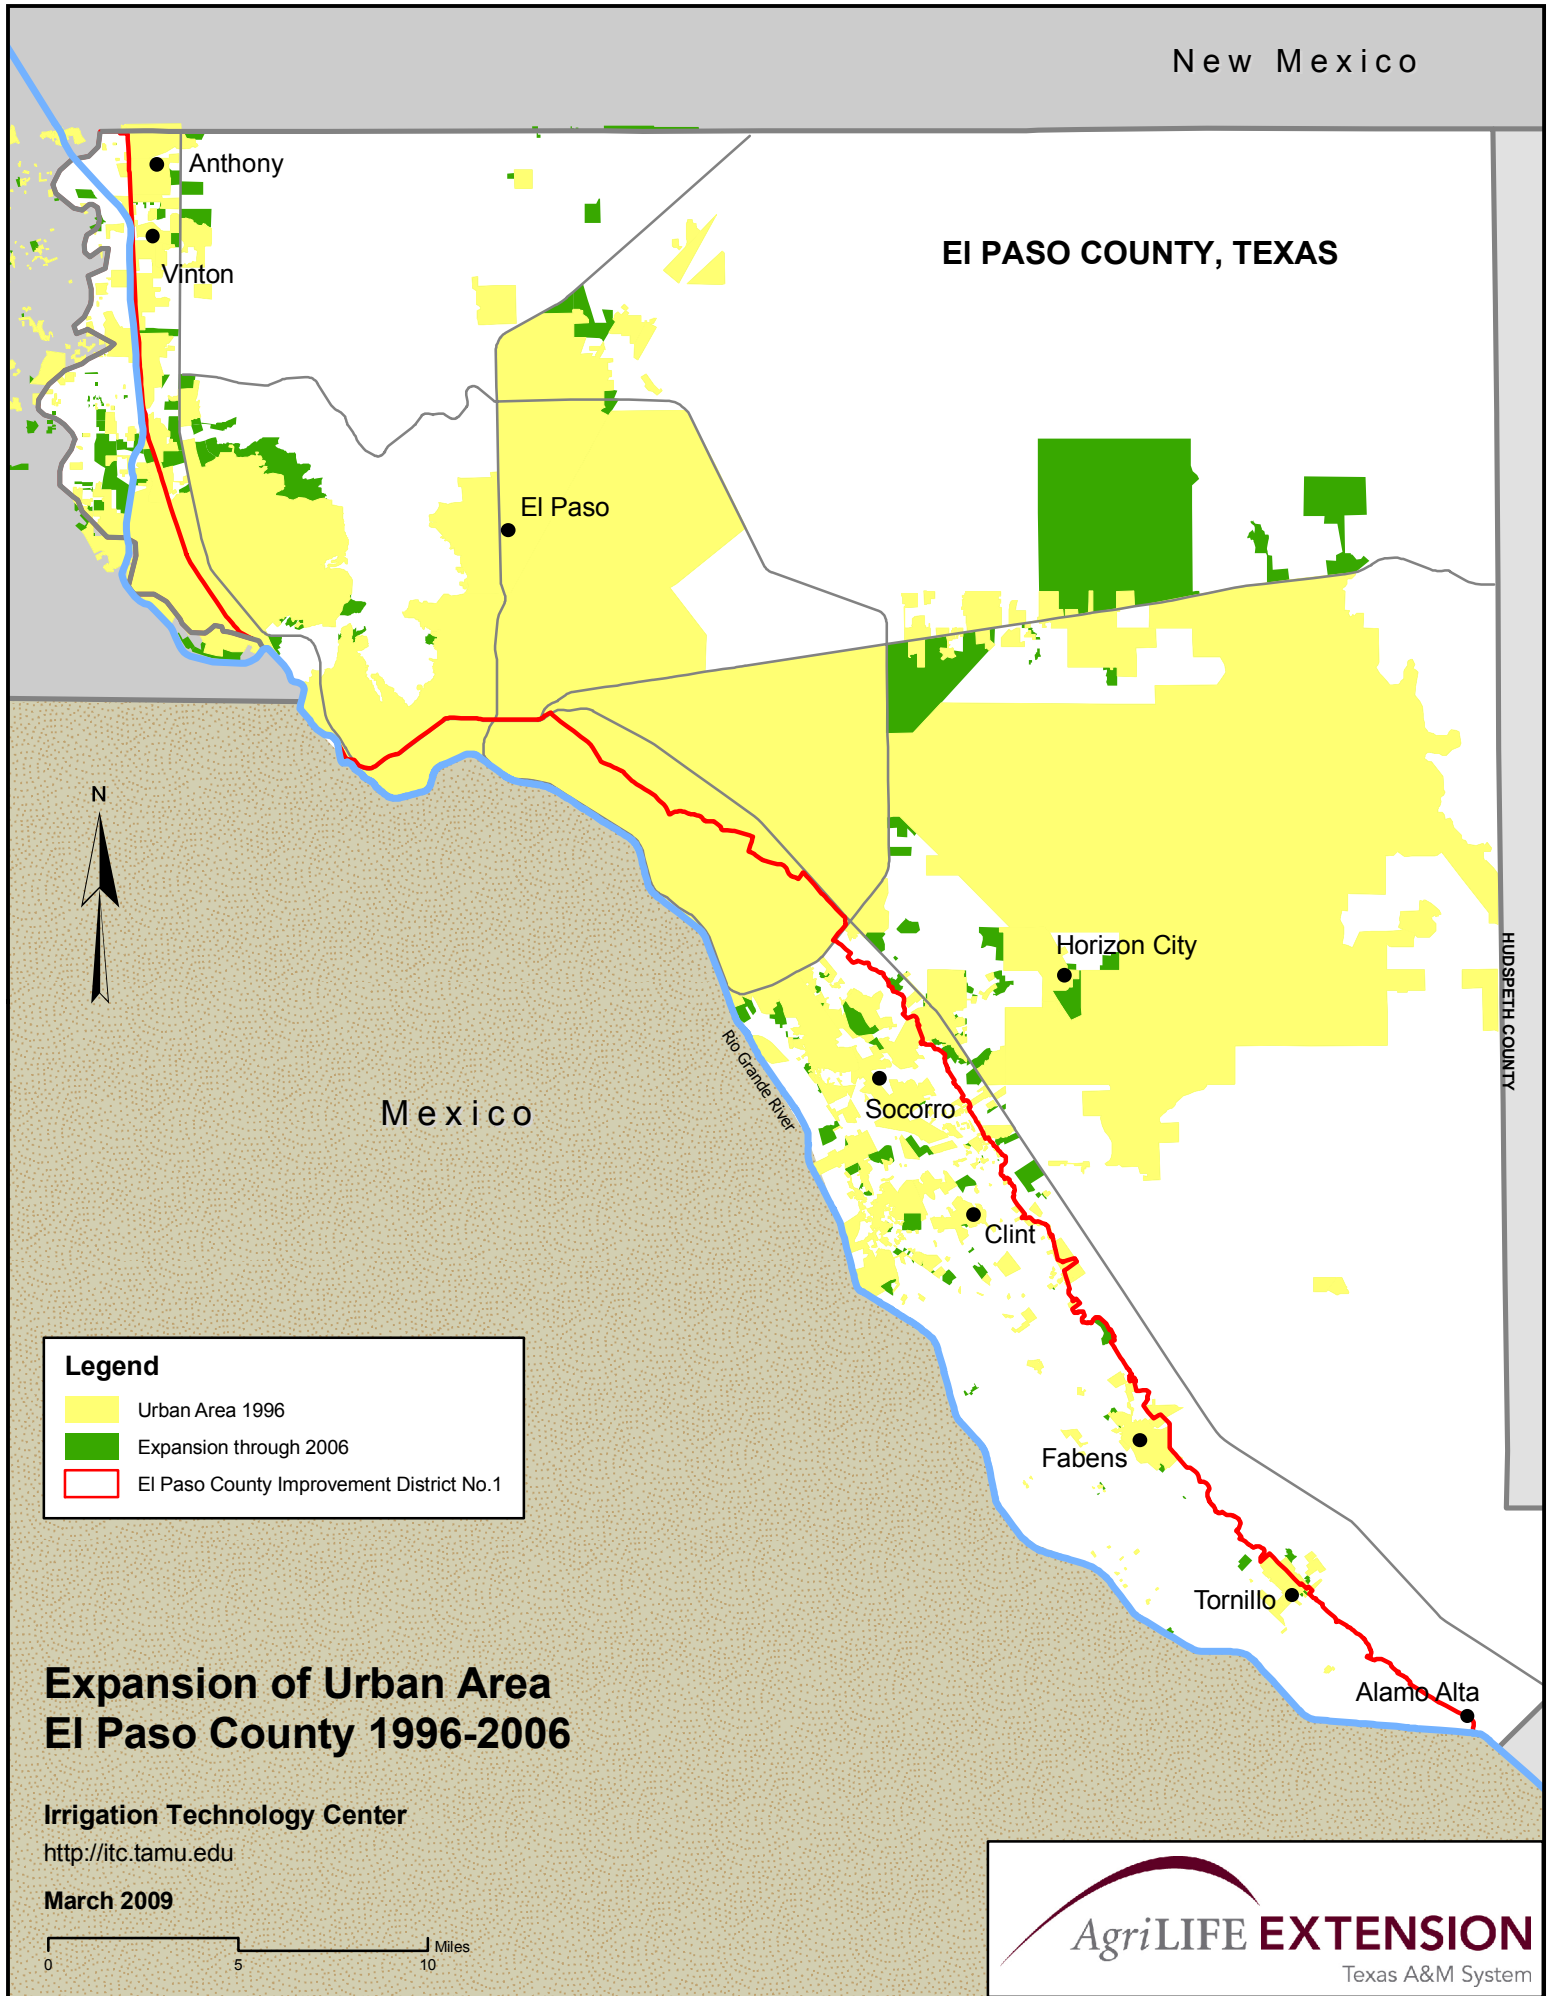 New Mexico
Anthony
Vinton
El PASO COUNTY, TEXAS
El Paso
N
Horizon City
HUDSPETH COUNTY
Rio Grande River
Mexico
Socorro
Clint
Legend
Urban Area 1996
Expansion through 2006
El Paso County Improvement District No.1
Fabens
Tornillo
Alamo Alta
Expansion of Urban Area
El Paso County 1996-2006
Irrigation Technology Center
http://itc.tamu.edu
March 2009
Miles
0 5 10
AgriLIFE EXTENSION
Texas A&M System